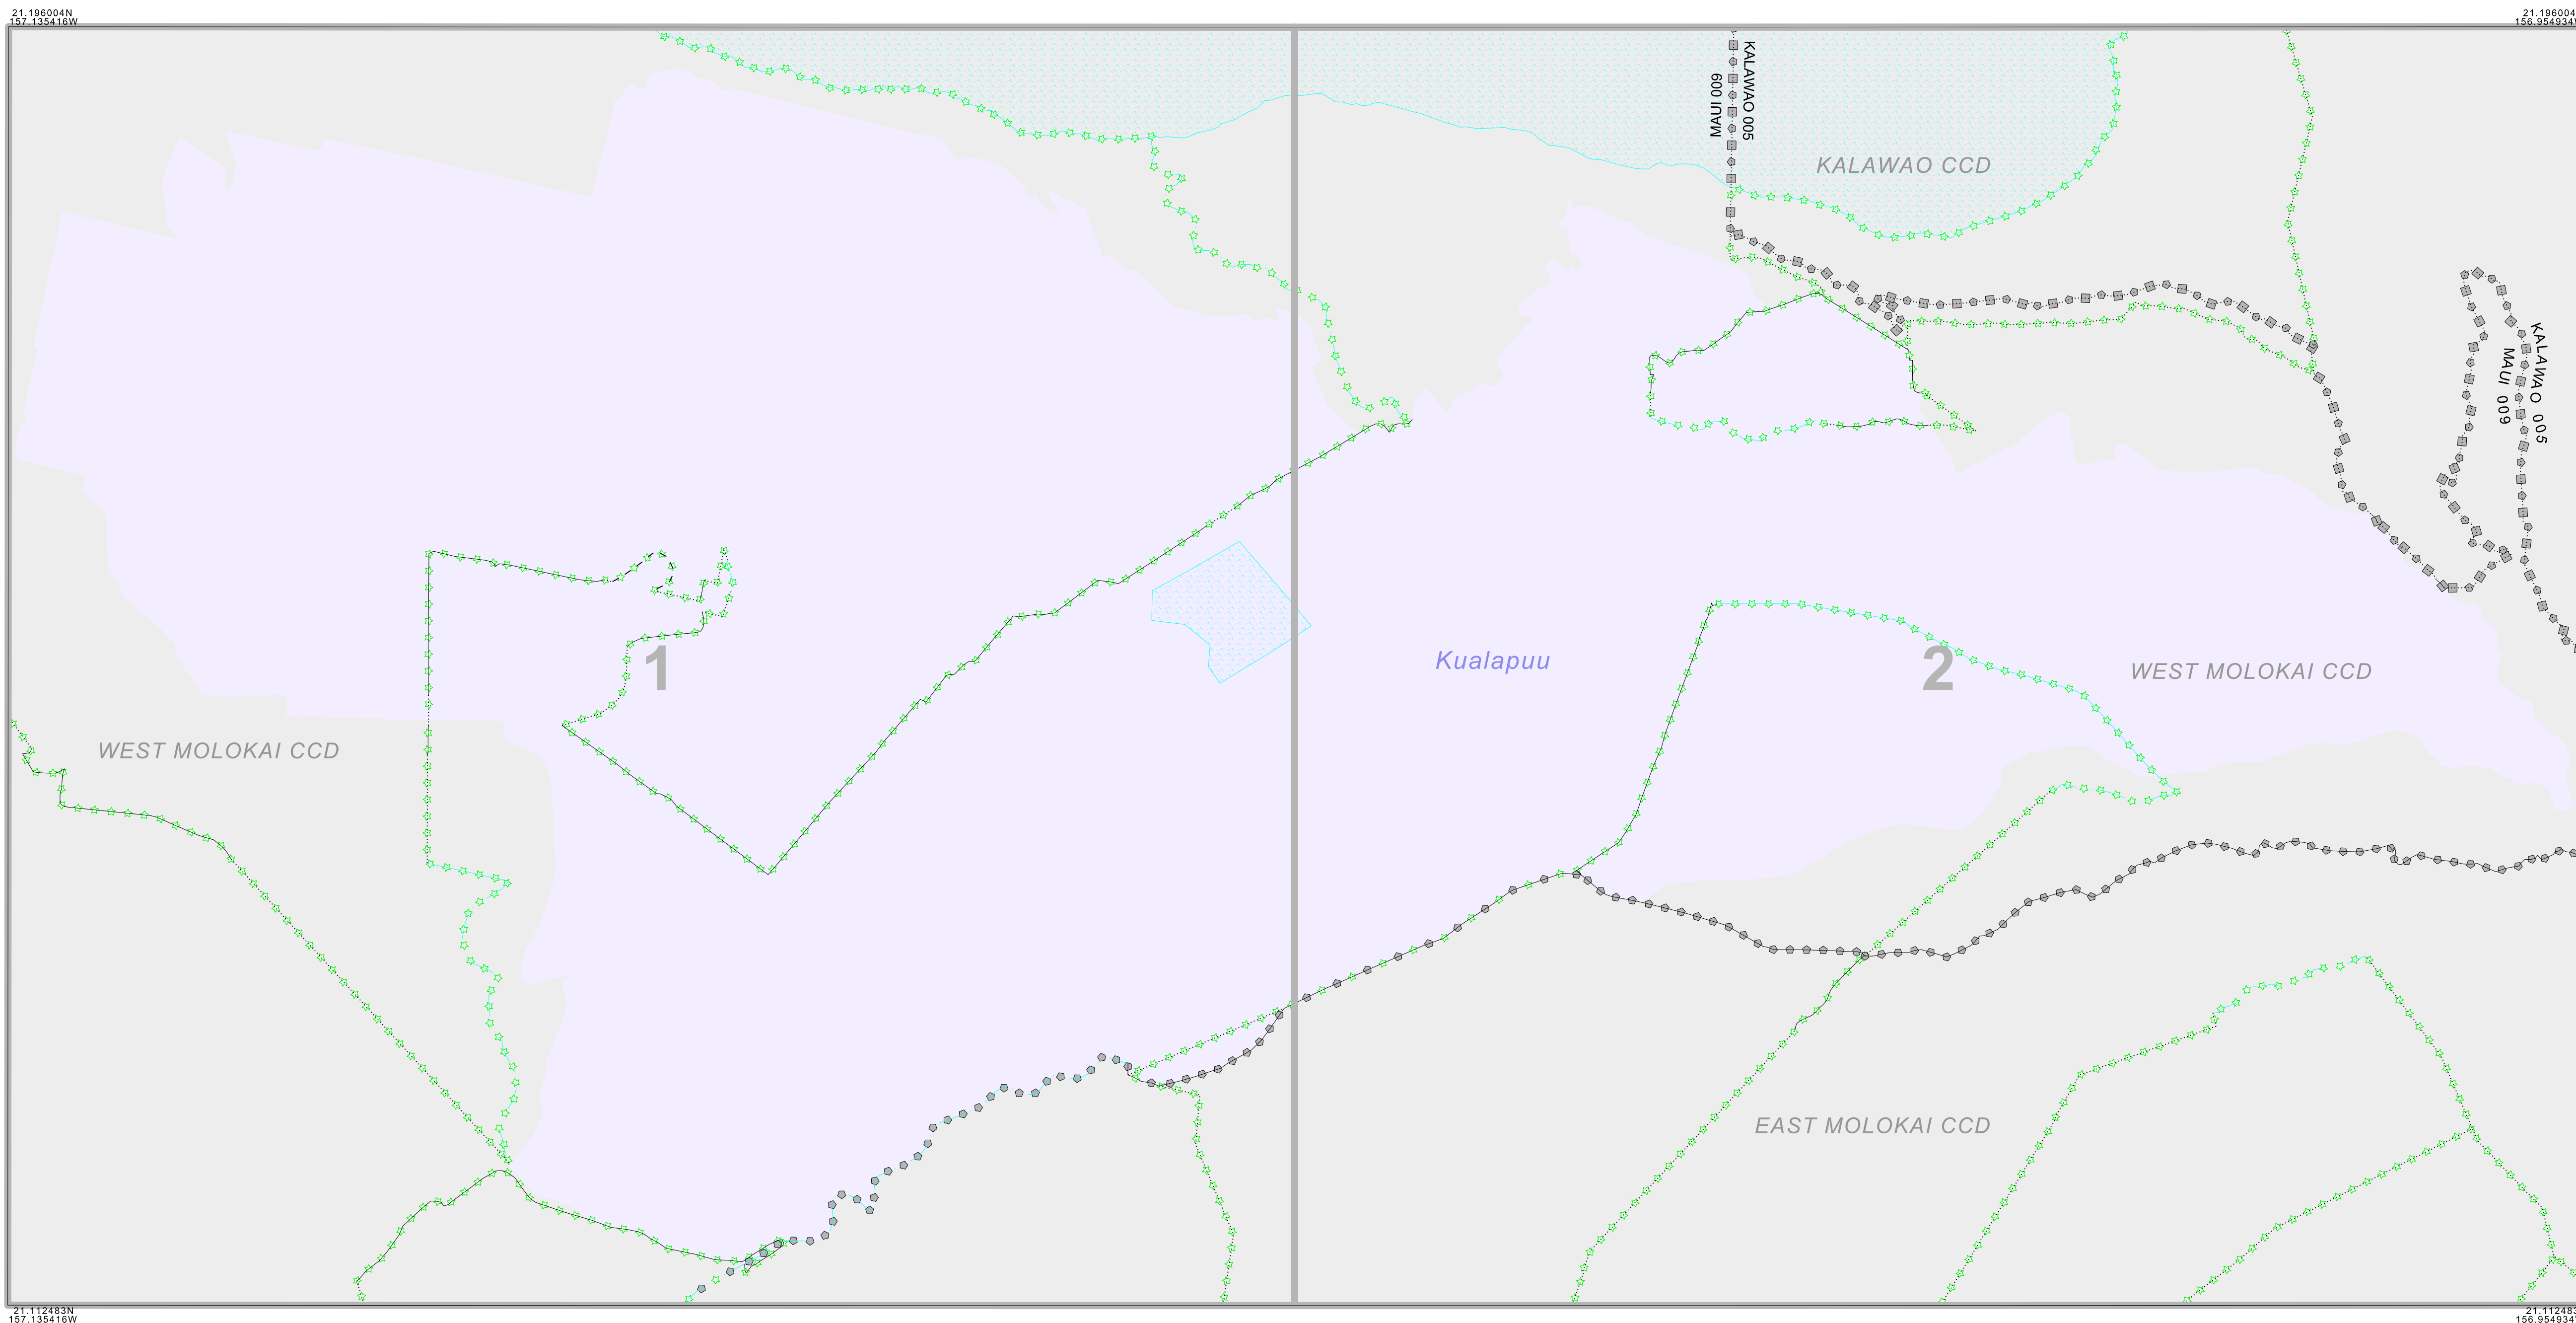 21.196004N
157.135416W
21.196004
156.954934
KALAWAO 005
MAUI 009
KALAWAO CCD
KALAWAO 005
MAUI 009
1
Kualapuu
2
WEST MOLOKAI CCD
WEST MOLOKAI CCD
EAST MOLOKAI CCD
21.112483N
157.135416W
21.112483
156.954934